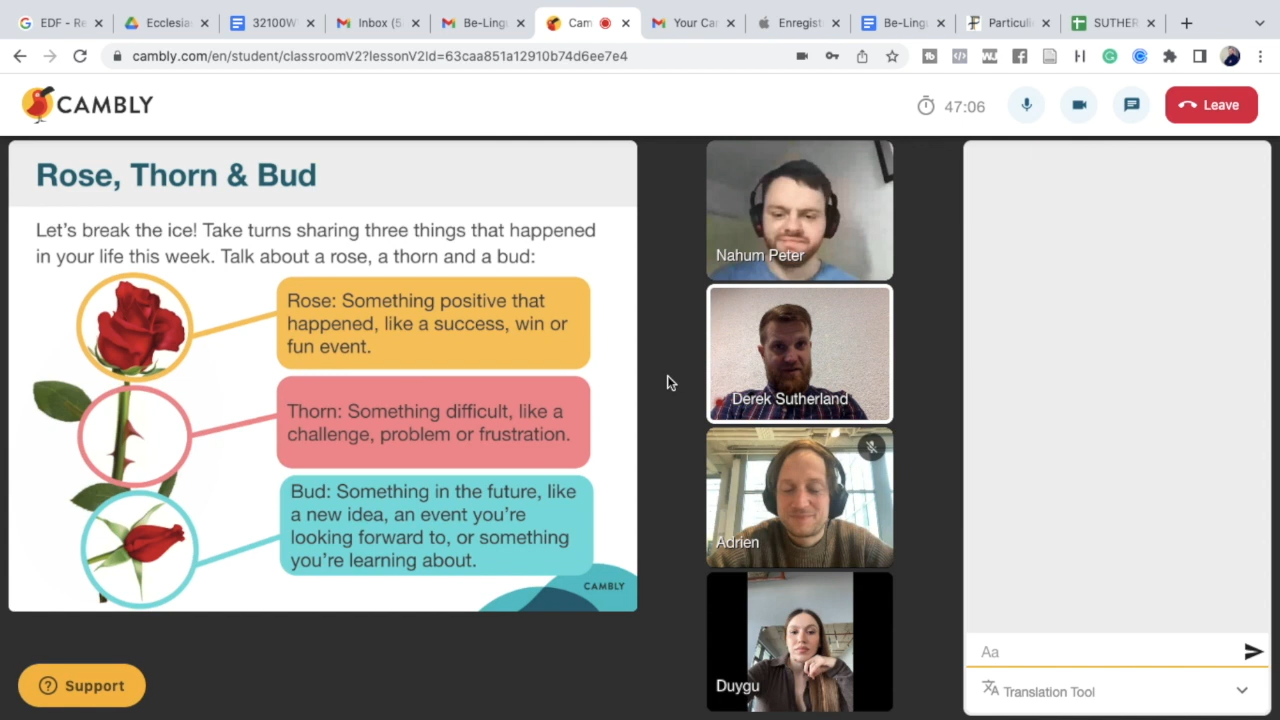 EDF - Re
Ecclesia
32100W
Inbox (5
Be-Lingu
Cam
Your Car
Enregist
Be-Lingu
Particuli
SUTHER
cambly.com/en/student/classroomV2?lessonV2Id=63caa851a12910b74d6ee7e4
CAMBLY
47:06
Leave
Rose, Thorn & Bud
Let's break the ice! Take turns sharing three things that happened
in your life this week. Talk about a rose, a thorn and a bud:
Rose: Something positive that
happened, like a success, win or
fun event.
Thorn: Something difficult, like a
challenge, problem or frustration.
Bud: Something in the future, like
a new idea, an event you're
looking forward to, or something
you're learning about.
CAMBLY
Nahum Peter
Derek Sutherland
Adrien
Duygu
Aa
Translation Tool
Support